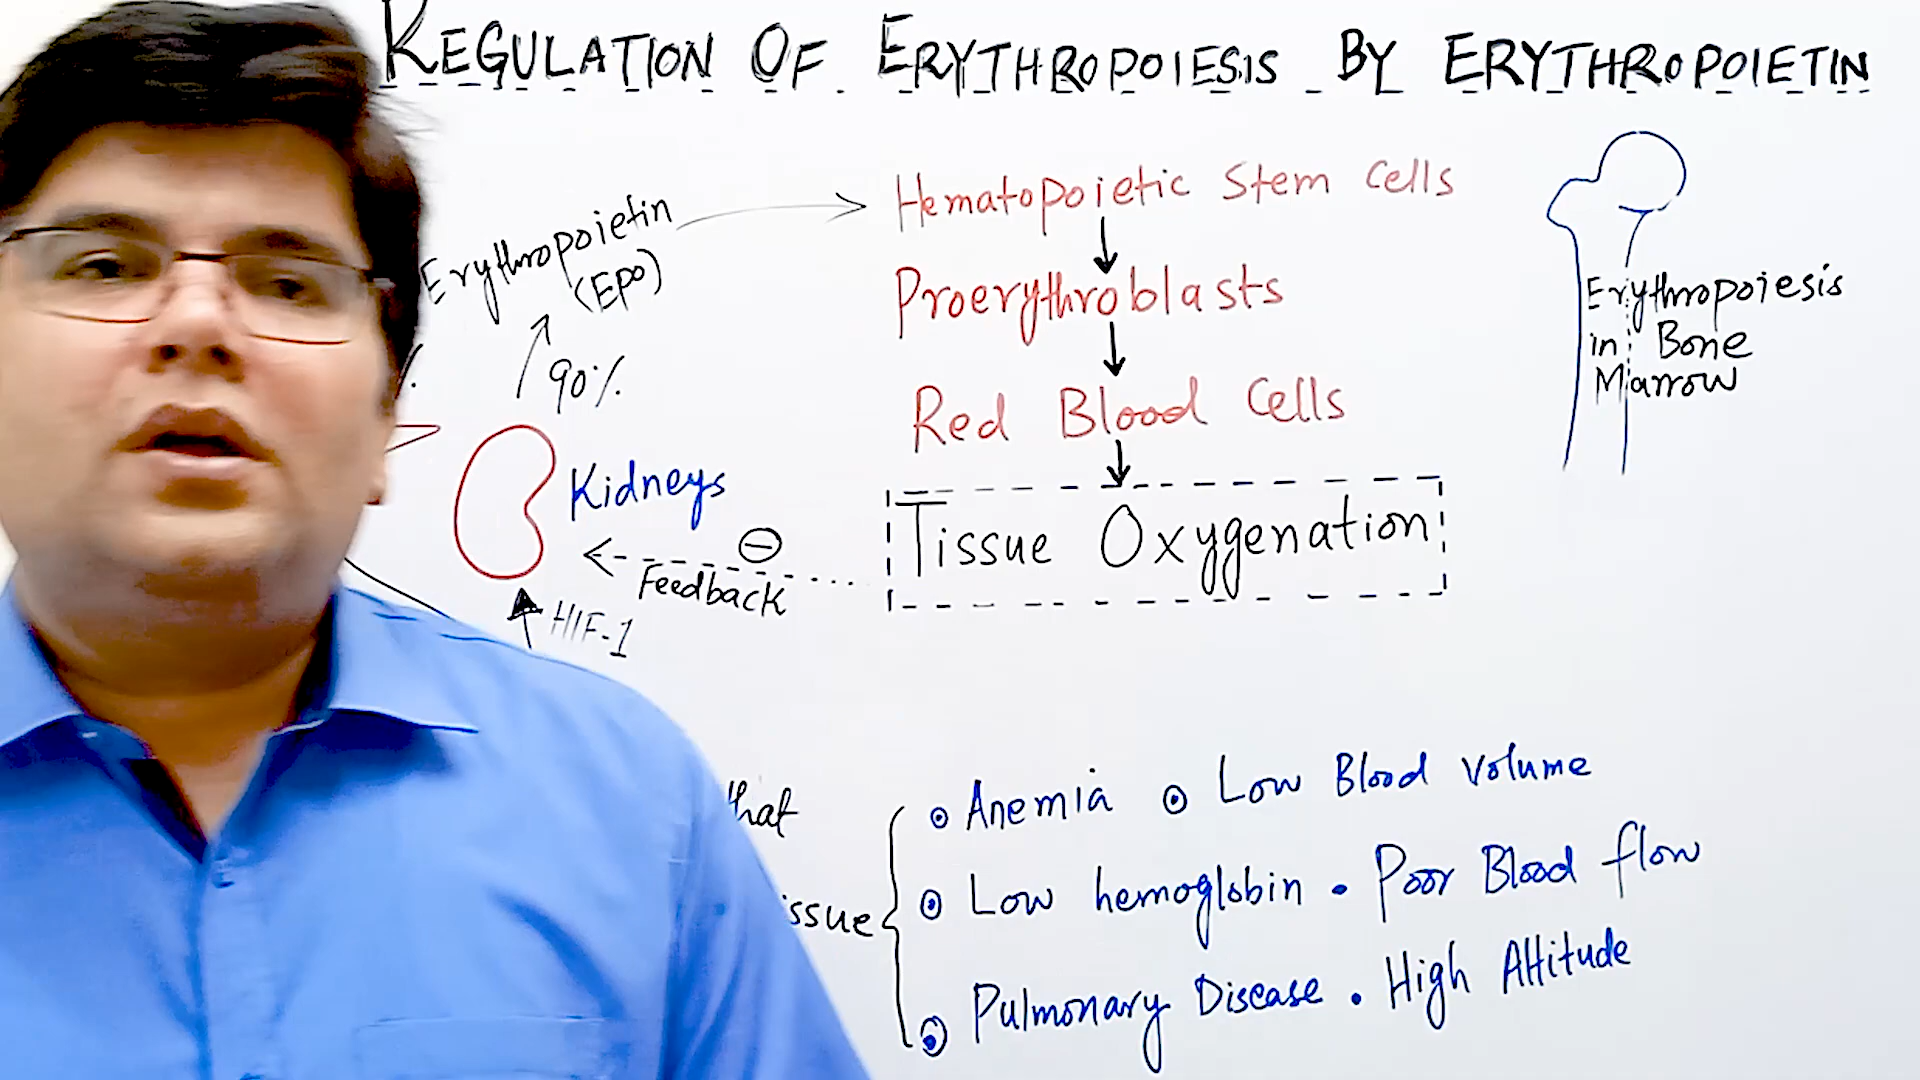 REGULATION OF ERYTHROPOIESIS BY ERYTHROPOIETIN
Erythropoietin
(EPO)
90%
Kidneys
Feedback
HIF-1
Hematopoietic Stem Cells
Proerythroblasts
Red Blood Cells
Tissue Oxygenation
Erythropoiesis
in Bone
Marrow
Anemia Low Blood Volume
Low hemoglobin Poor Blood flow
Pulmonary Disease High Altitude